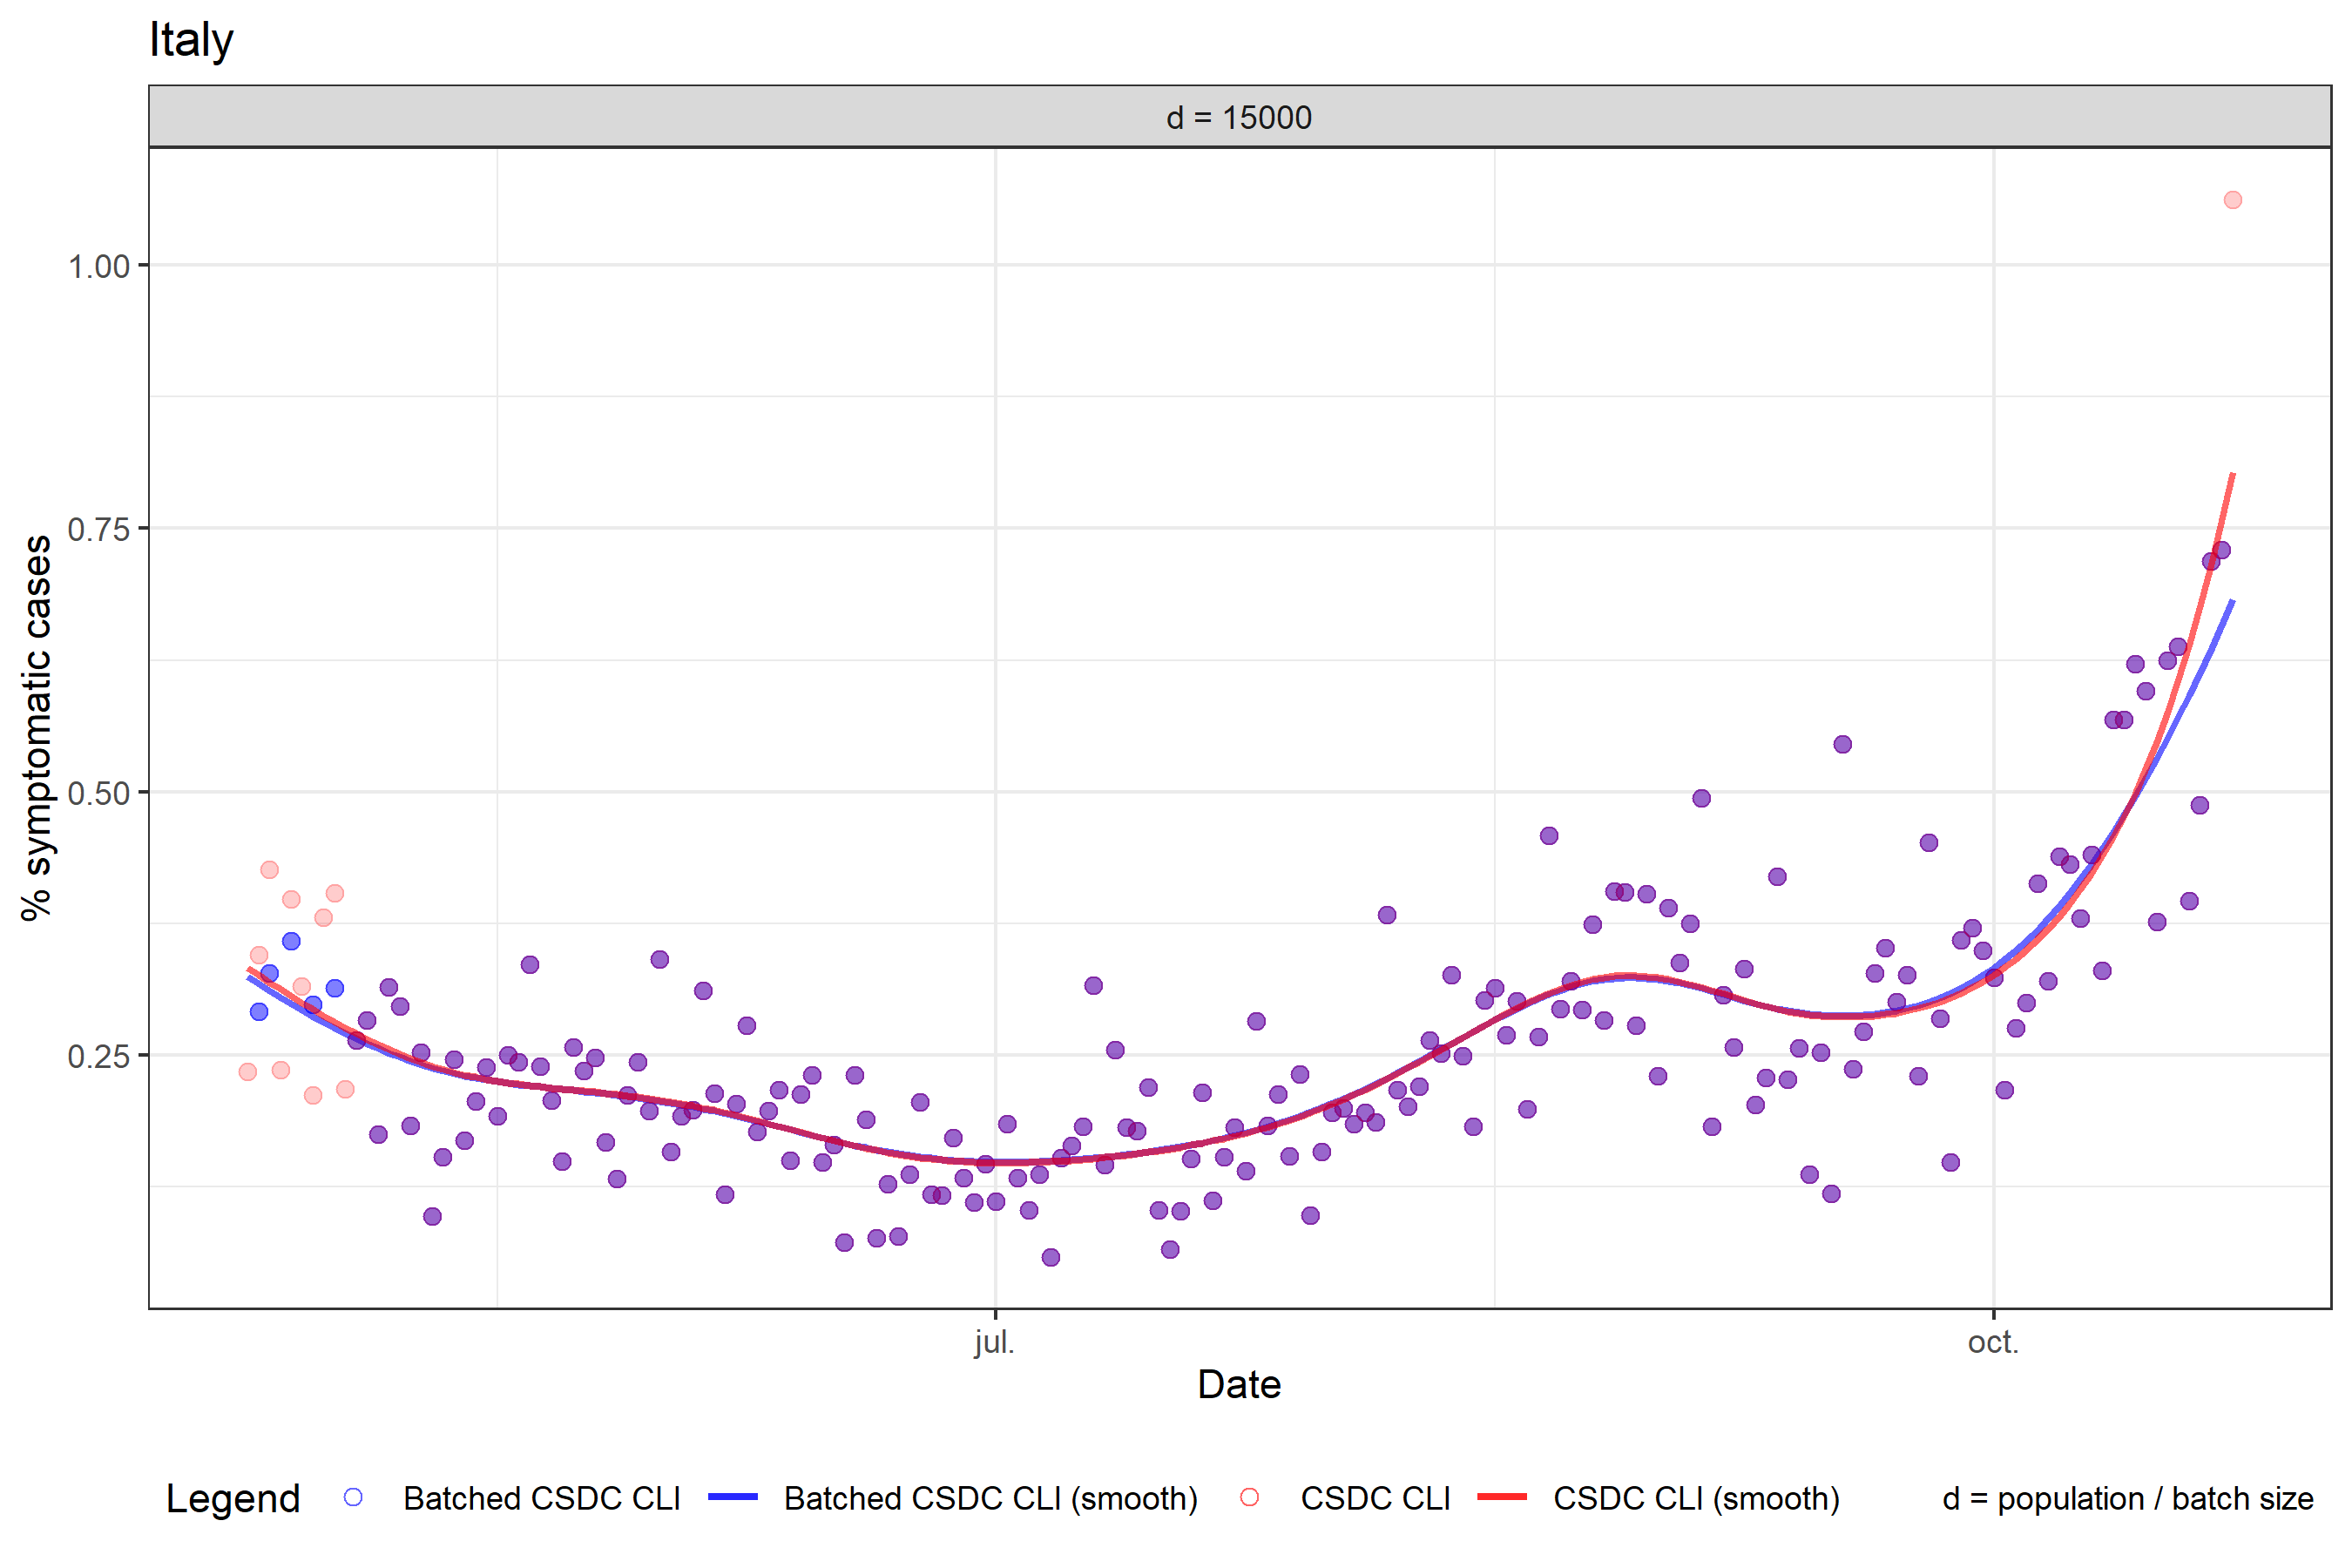 Italy
d = 15000
% symptomatic cases
1.00
0.75
0.50
0.25
jul.
oct.
Date
Legend
Batched CSDC CLI
Batched CSDC CLI (smooth)
CSDC CLI
CSDC CLI (smooth)
d = population / batch size